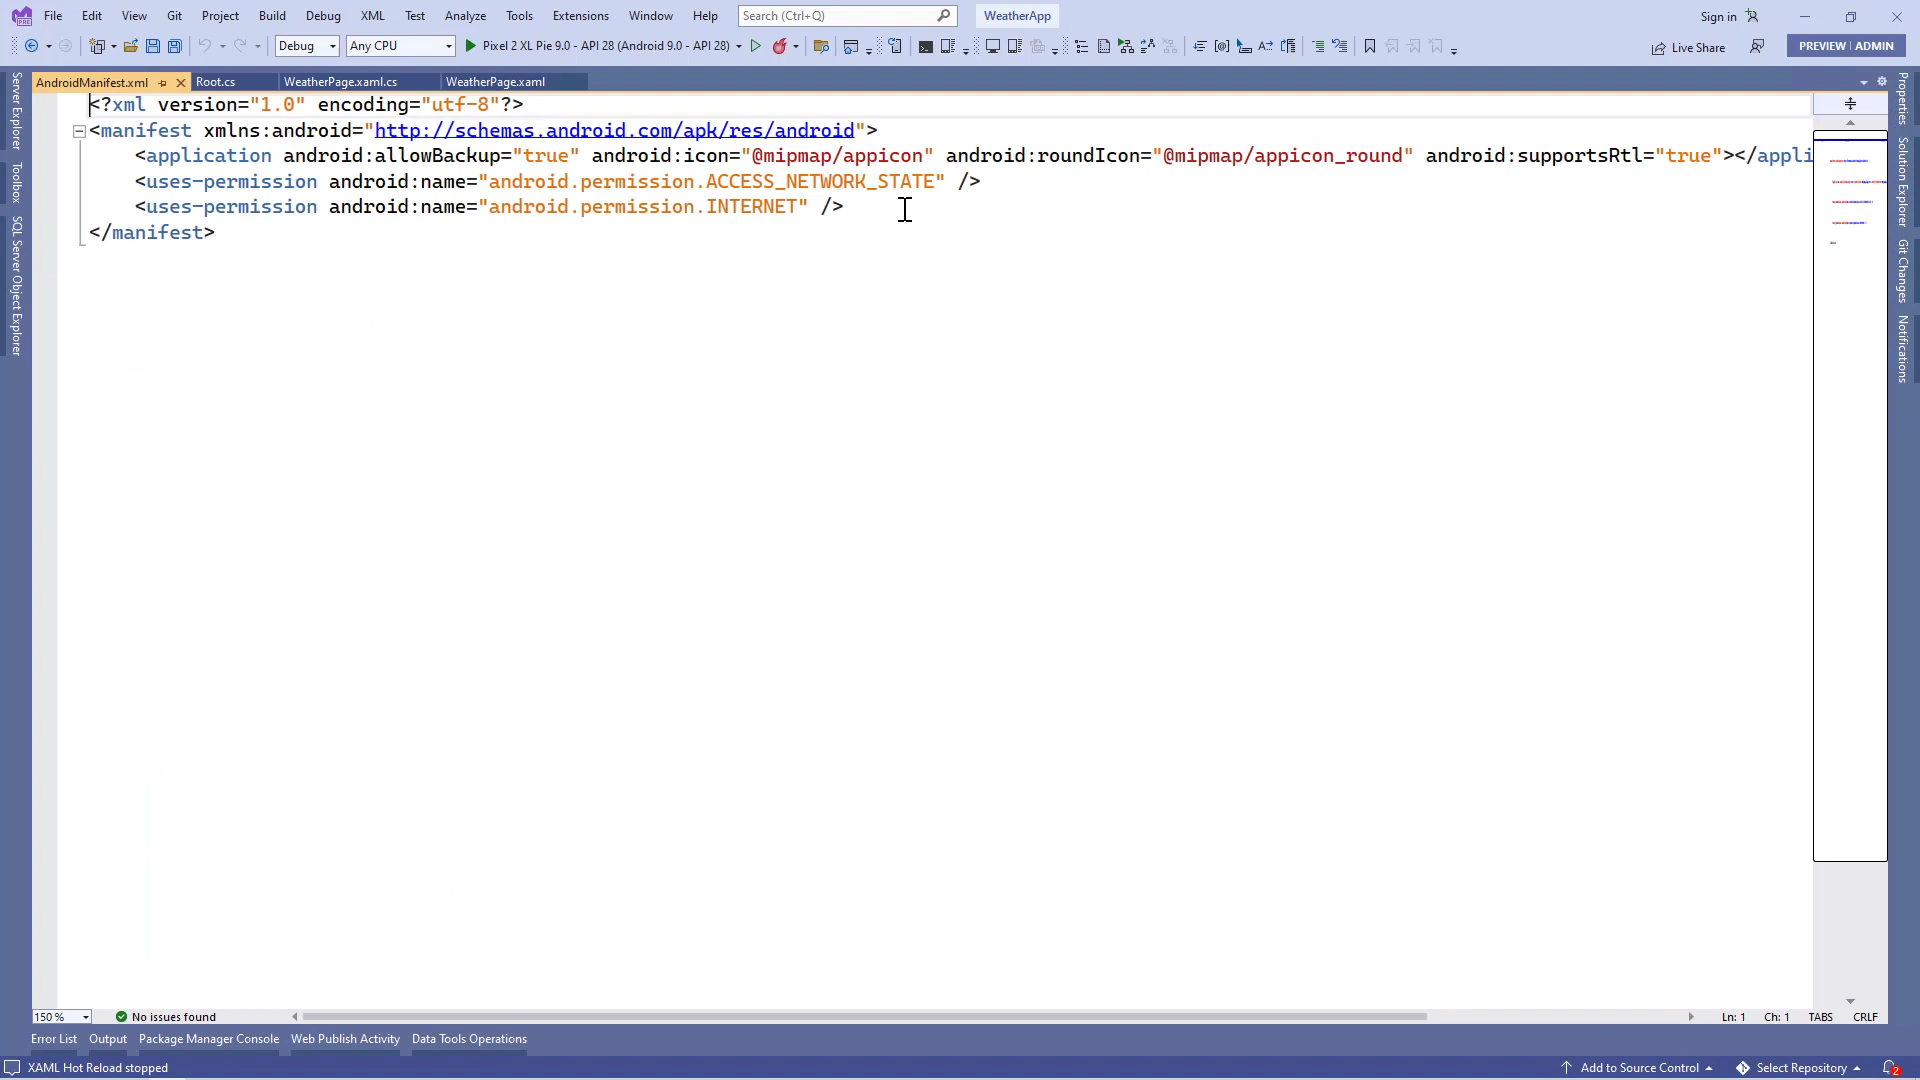 File Edit View Git Project Build Debug XML Test Analyze Tools Extensions Window Help Search (Ctrl+Q) WeatherApp Sign in
Debug Any CPU Pixel 2 XL Pie 9.0 - API 28 (Android 9.0 - API 28) Live Share PREVIEW ADMIN
AndroidManifest.xml Root.cs WeatherPage.xaml.cs WeatherPage.xaml
<?xml version="1.0" encoding="utf-8"?>
<manifest xmlns:android="http://schemas.android.com/apk/res/android">
<application android:allowBackup="true" android:icon="@mipmap/appicon" android:roundIcon="@mipmap/appicon_round" android:supportsRtl="true"></appli
<uses-permission android:name="android.permission.ACCESS_NETWORK_STATE" />
<uses-permission android:name="android.permission.INTERNET" />
</manifest>
Server Explorer
Toolbox
SQL Server Object Explorer
Properties
Solution Explorer
Git Changes
Notifications
150 % No issues found Ln: 1 Ch: 1 TABS CRLF
Error List Output Package Manager Console Web Publish Activity Data Tools Operations
XAML Hot Reload stopped Add to Source Control Select Repository 2